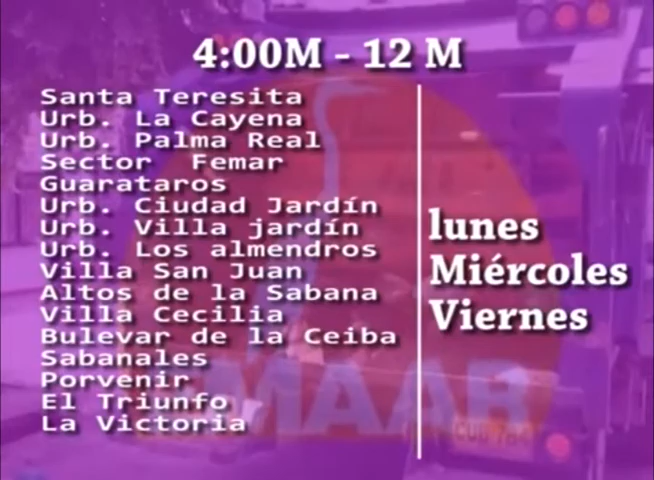 4:00M - 12 M
Santa Teresita
Urb. La Cayena
Urb. Palma Real
Sector Femar
Guarataros
Urb. Ciudad Jardín
Urb. Villa jardín
Urb. Los almendros
Villa San Juan
Altos de la Sabana
Villa Cecilia
Bulevar de la Ceiba
Sabanales
Porvenir
El Triunfo
La Victoria
lunes
Miércoles
Viernes